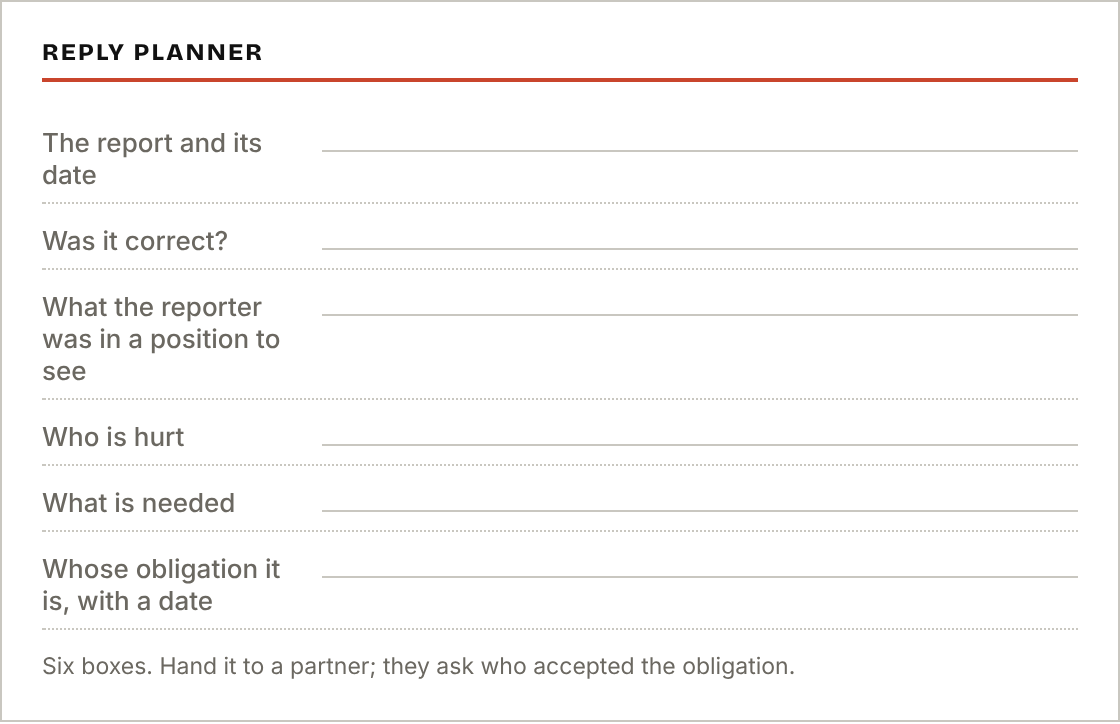 REPLY PLANNER
The report and its
date
Was it correct?
What the reporter
was in a position to
see
Who is hurt
What is needed
Whose obligation it
is, with a date
Six boxes. Hand it to a partner; they ask who accepted the obligation.